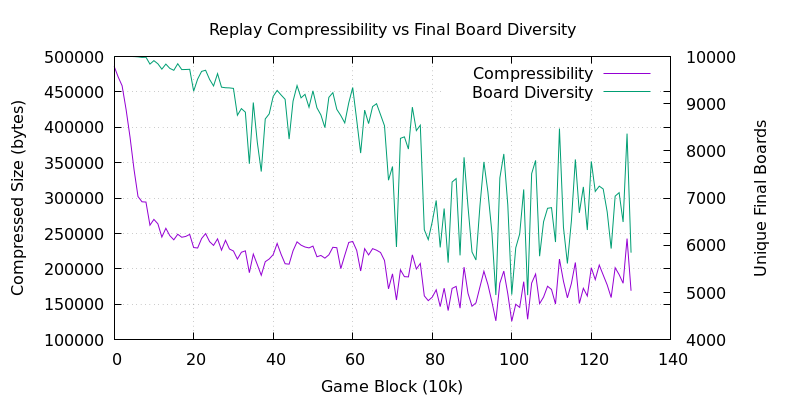 Replay Compressibility vs Final Board Diversity
Compressed Size (bytes)
500000
450000
400000
350000
300000
250000
200000
150000
100000
Compressibility
Board Diversity
10000
9000
8000
7000
6000
5000
4000
Unique Final Boards
0 20 40 60 80 100 120 140
Game Block (10k)